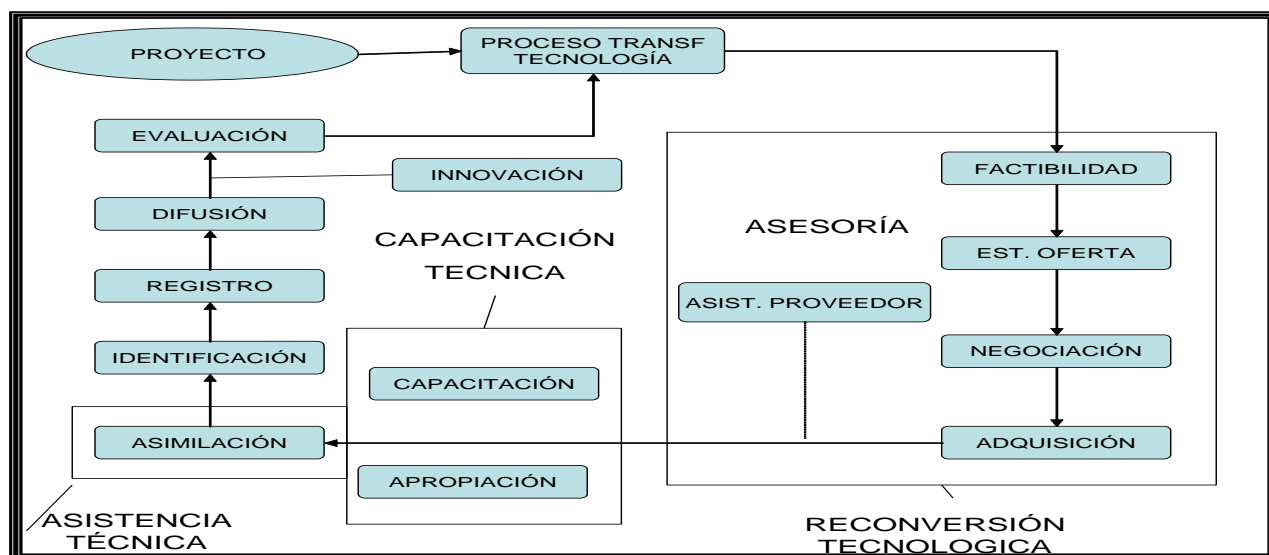 PROYECTO
PROCESO TRANSF
TECNOLOGÍA
EVALUACIÓN
INNOVACIÓN
FACTIBILIDAD
DIFUSIÓN
CAPACITACIÓN
TECNICA
ASESORÍA
EST. OFERTA
REGISTRO
ASIST. PROVEEDOR
IDENTIFICACIÓN
NEGOCIACIÓN
CAPACITACIÓN
ASIMILACIÓN
ADQUISICIÓN
APROPIACIÓN
ASISTENCIA
TÉCNICA
RECONVERSIÓN
TECNOLOGICA